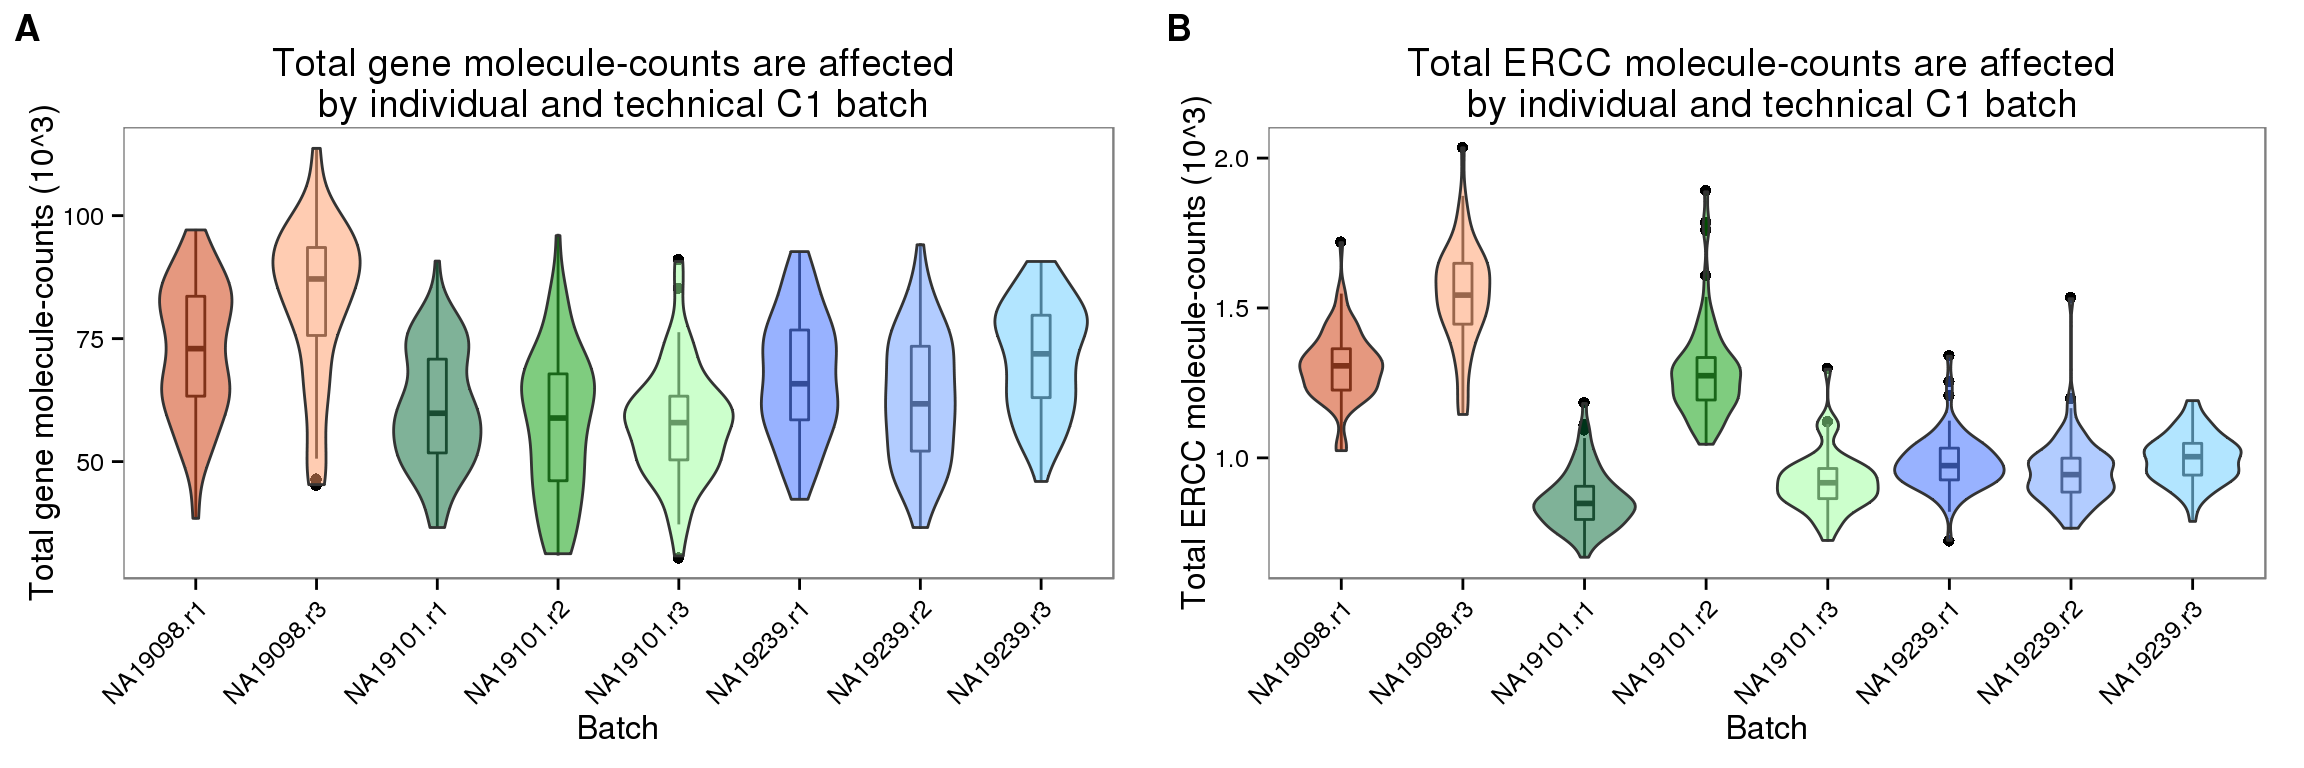 A
Total gene molecule-counts are affected
by individual and technical C1 batch
Total gene molecule-counts (10^3)
100
75
50
NA19098.r1
NA19098.r3
NA19101.r1
NA19101.r2
NA19101.r3
NA19239.r1
NA19239.r2
NA19239.r3
Batch
B
Total ERCC molecule-counts are affected
by individual and technical C1 batch
Total ERCC molecule-counts (10^3)
2.0
1.5
1.0
NA19098.r1
NA19098.r3
NA19101.r1
NA19101.r2
NA19101.r3
NA19239.r1
NA19239.r2
NA19239.r3
Batch